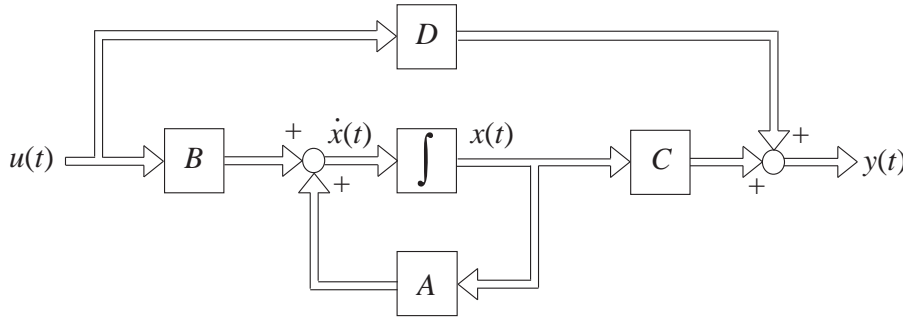 D
u(t) B + ẋ(t) ∫ x(t) C + y(t)
+ +
A